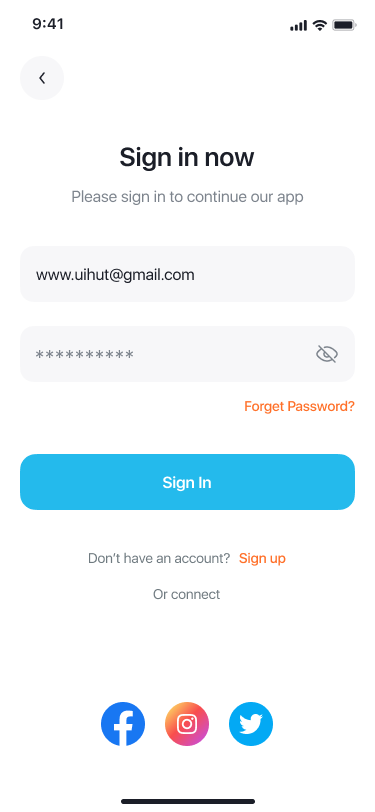 9:41
Sign in now
Please sign in to continue our app
www.uihut@gmail.com
**********
Forget Password?
Sign In
Don't have an account? Sign up
Or connect